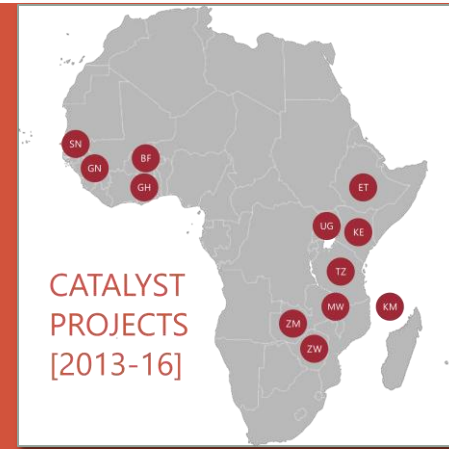 SN
GN
BF
GH
ET
UG
KE
TZ
MW
KM
ZM
ZW
CATALYST
PROJECTS
[2013-16]